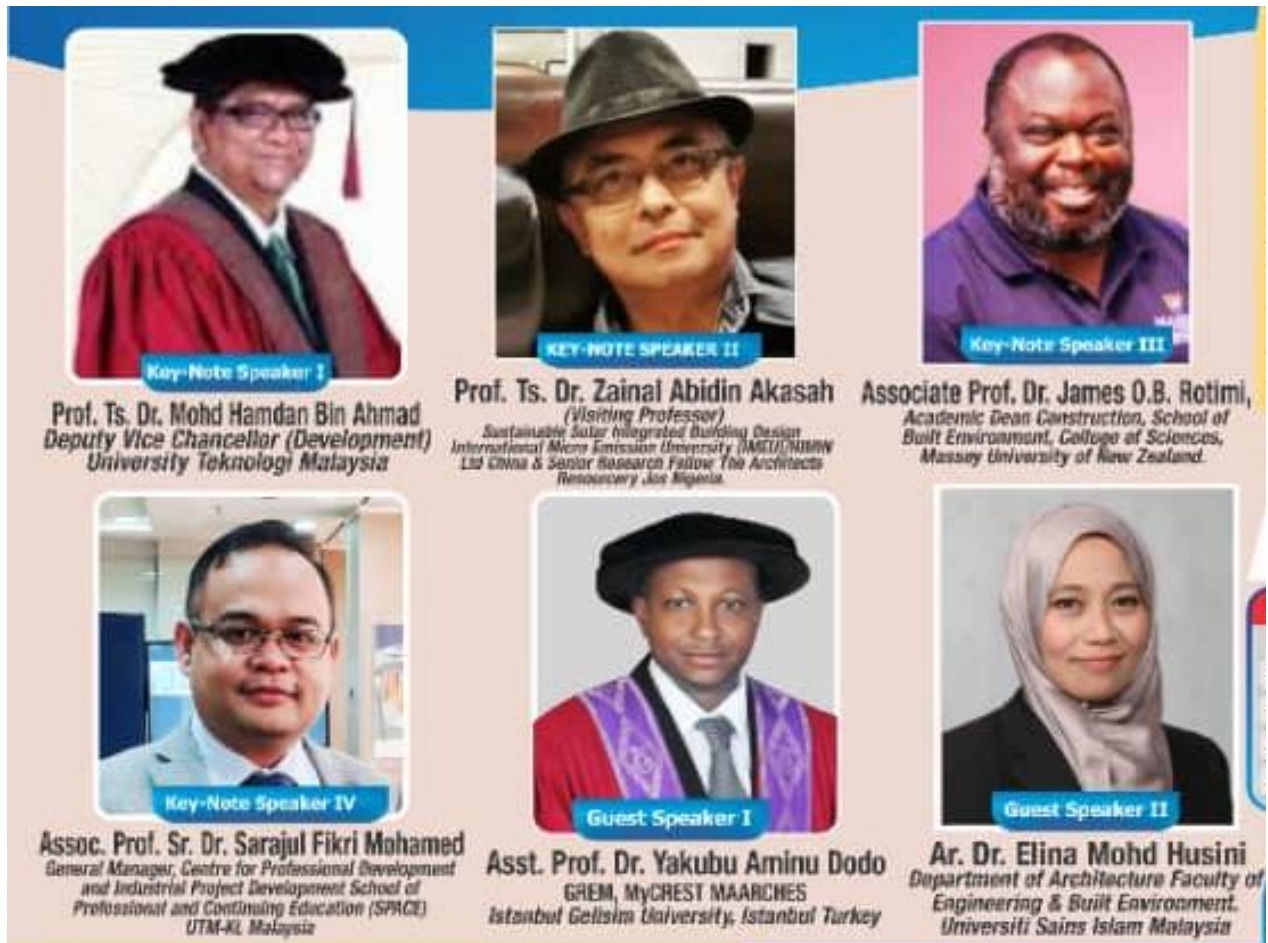 Key-Note Speaker I
Prof. Ts. Dr. Mohd Hamdan Bin Ahmad
Deputy Vice Chancellor (Development)
University Teknologi Malaysia
KEY-NOTE SPEAKER II
Prof. Ts. Dr. Zainal Abidin Akasah
(Visiting Professor)
Sustainable Solar Integrated Building Design
International Micro Emission University
Ltd China & Senior Research Fellow The Architects
Resourcery Jos Nigeria.
Key-Note Speaker III
Associate Prof. Dr. James O.B. Rotimi,
Academic Dean Construction, School of
Built Environment, College of Sciences,
Massey University of New Zealand.
Key-Note Speaker IV
Assoc. Prof. Sr. Dr. Sarajul Fikri Mohamed
General Manager, Centre for Professional Development
and Industrial Project Development School of
Professional and Continuing Education (SPACE)
UTM-KL Malaysia
Guest Speaker I
Asst. Prof. Dr. Yakubu Aminu Dodo
GREM, MyCREST MAARCHES
Istanbul Gelisim University, Istanbul Turkey
Guest Speaker II
Ar. Dr. Elina Mohd Husini
Department of Architecture Faculty of
Engineering & Built Environment.
Universiti Sains Islam Malaysia